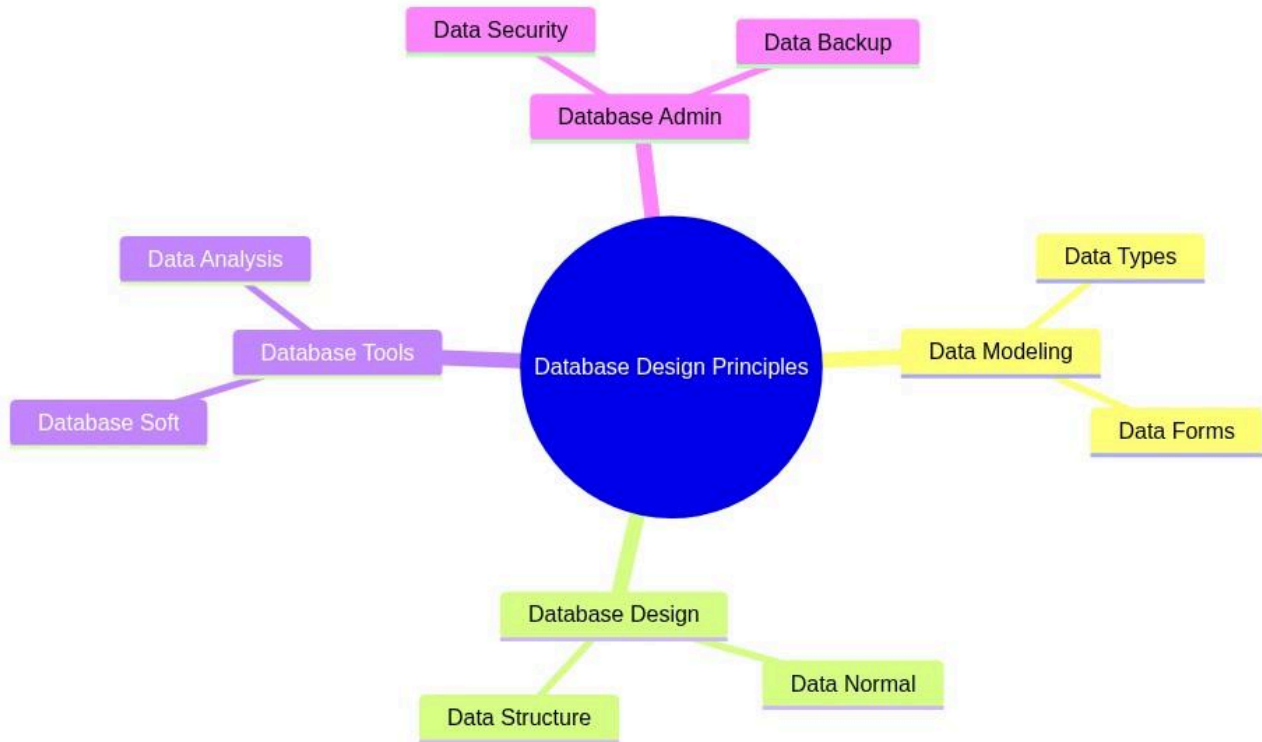 Data Security
Data Backup
Database Admin
Data Analysis
Data Types
Database Tools
Data Modeling
Database Design Principles
Database Soft
Data Forms
Database Design
Data Normal
Data Structure